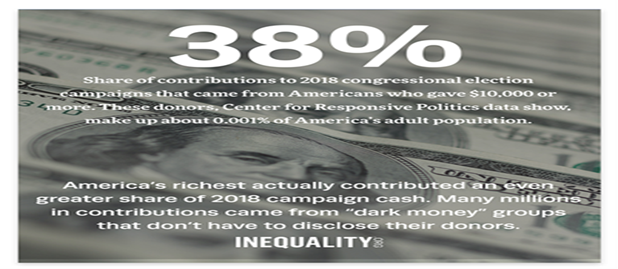 38%
Share of contributions to 2018 congressional election
campaigns that came from Americans who gave $10,000 or
more. These donors, Center for Responsive Politics data show,
make up about 0.001% of America's adult population.
America's richest actually contributed an even
greater share of 2018 campaign cash. Many millions
in contributions came from "dark money" groups
that don't have to disclose their donors.
INEQUALITY.ORG